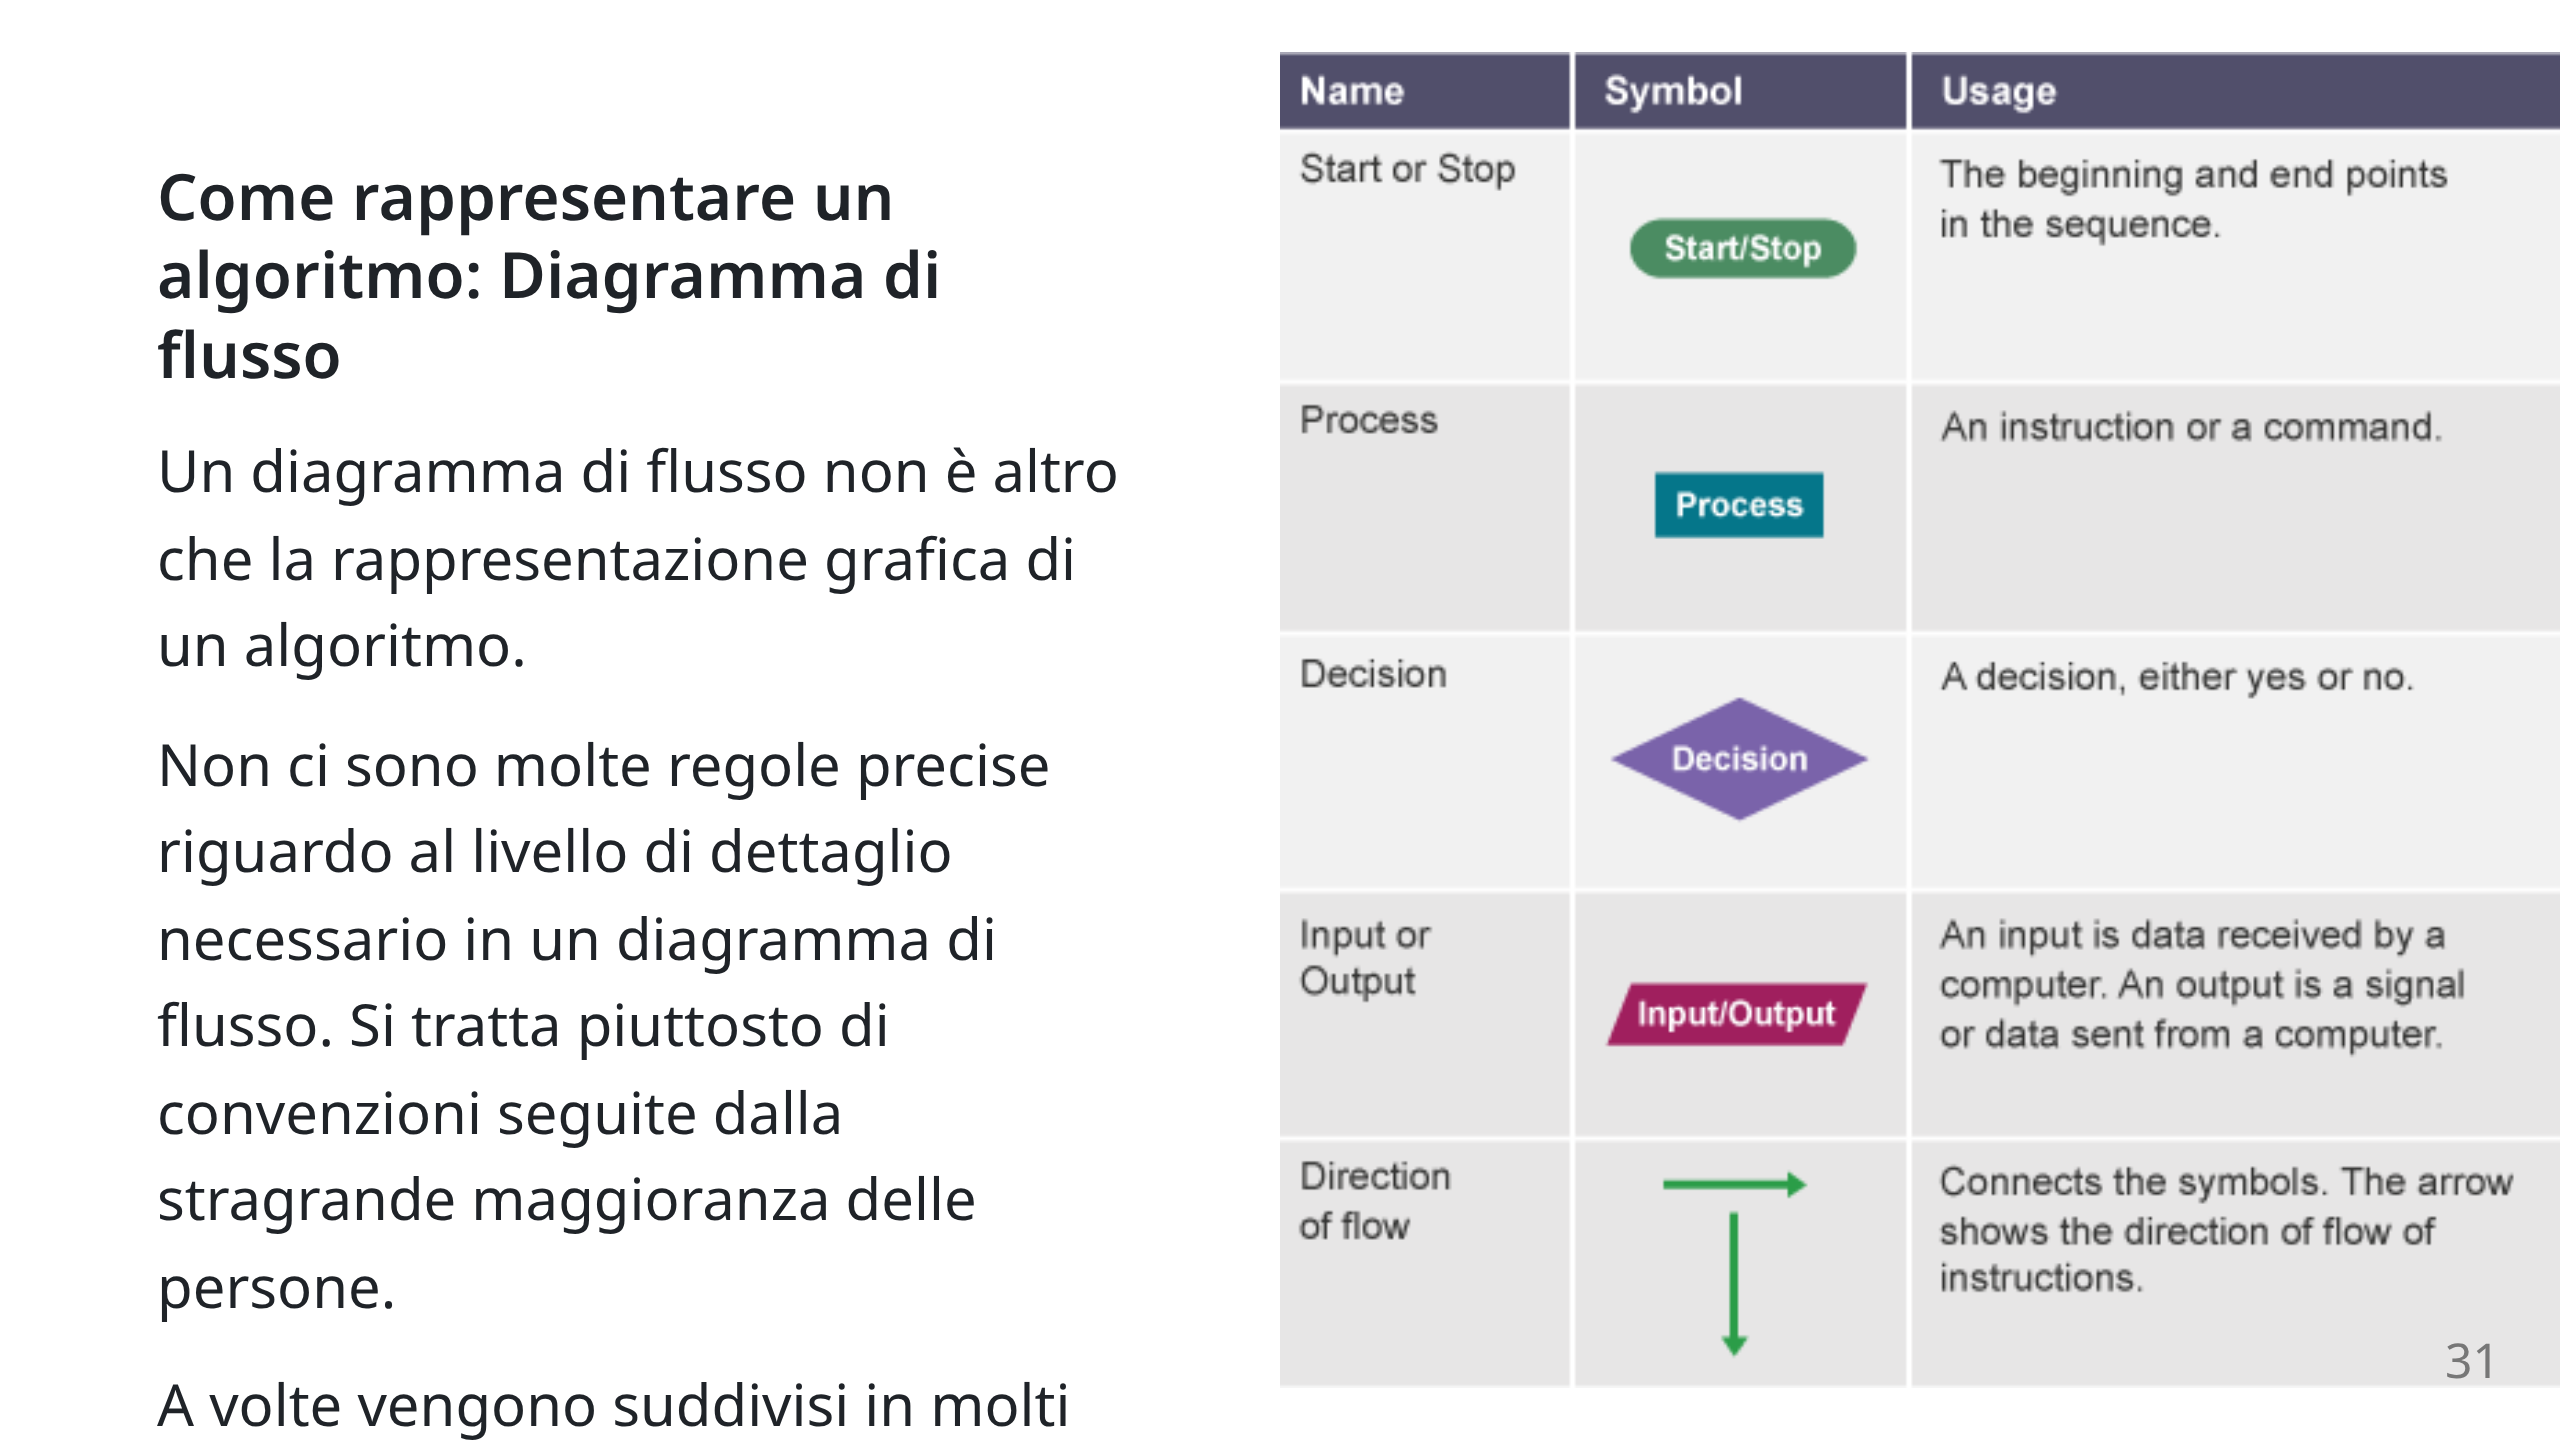 Come rappresentare un
algoritmo: Diagramma di
flusso
Un diagramma di flusso non è altro
che la rappresentazione grafica di
un algoritmo.
Non ci sono molte regole precise
riguardo al livello di dettaglio
necessario in un diagramma di
flusso. Si tratta piuttosto di
convenzioni seguite dalla
stragrande maggioranza delle
persone.
A volte vengono suddivisi in molti
Name Symbol Usage
Start or Stop
Start/Stop
The beginning and end points
in the sequence.
Process
Process
An instruction or a command.
Decision
Decision
A decision, either yes or no.
Input or
Output
Input/Output
An input is data received by a
computer. An output is a signal
or data sent from a computer.
Direction
of flow
Connects the symbols. The arrow
shows the direction of flow of
instructions.
31